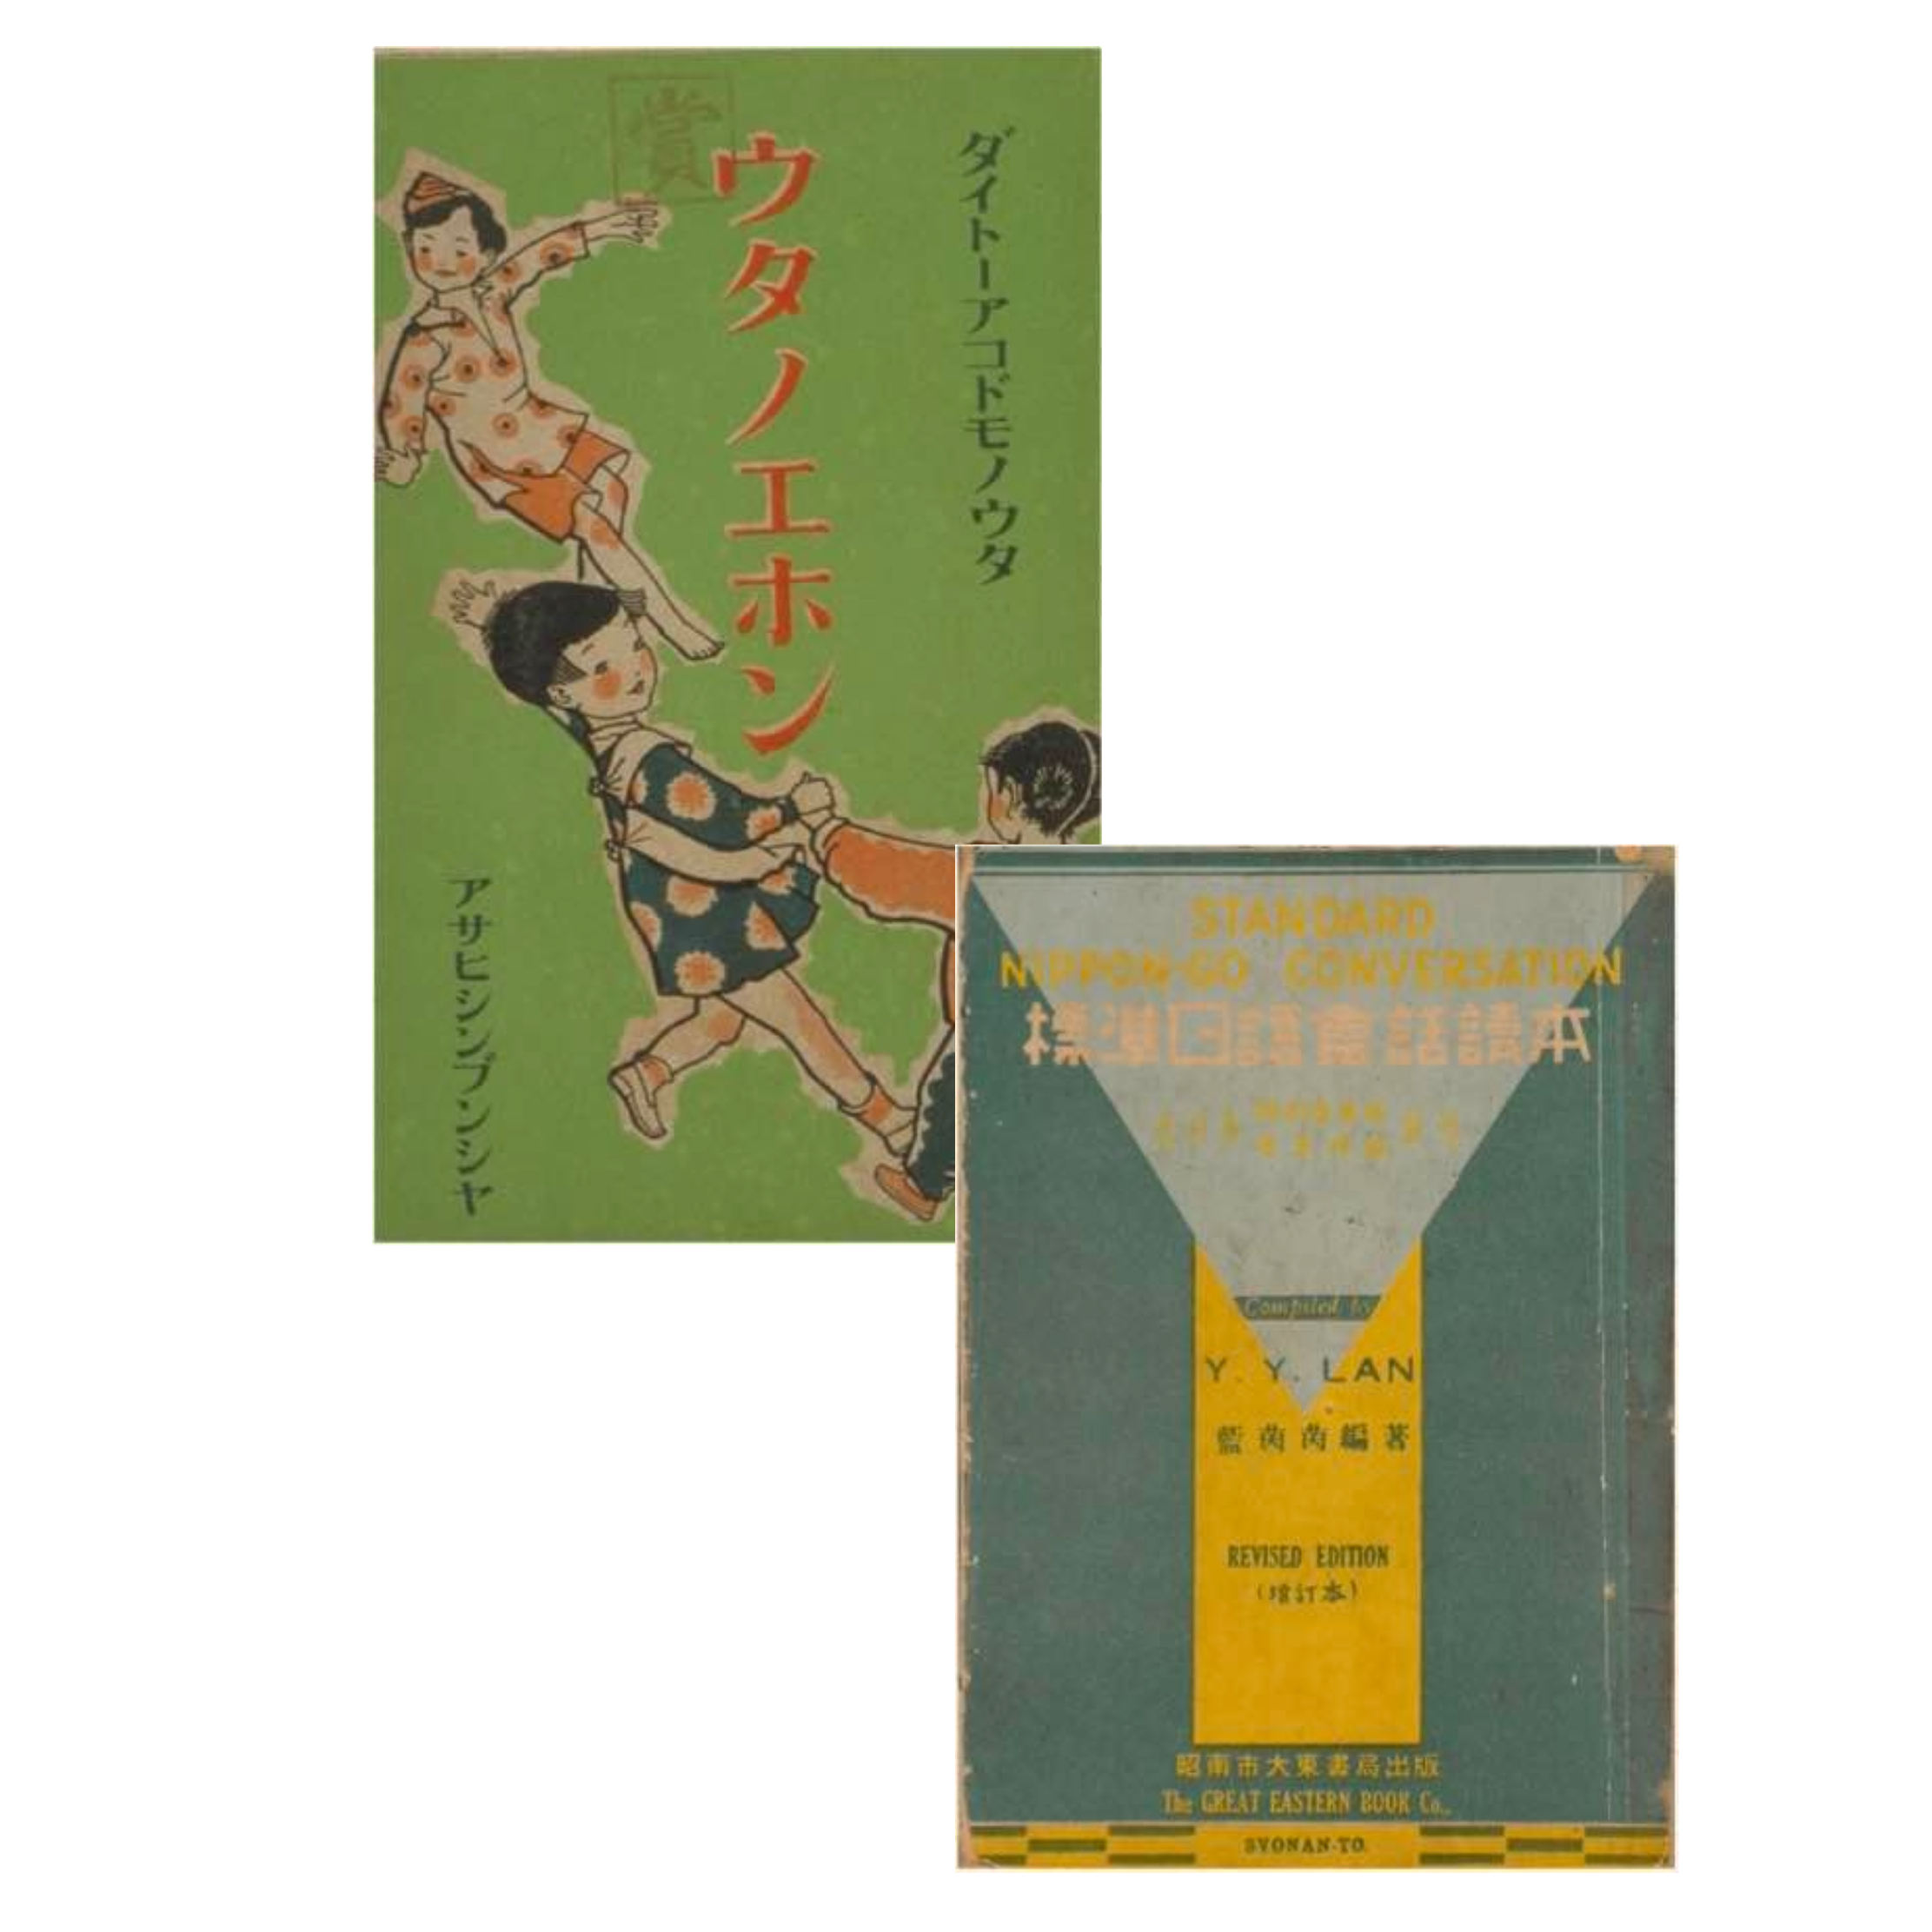 賞
ダイトーアコドモノウタ
ウタノエホン
アサヒシンブンシヤ
STANDARD
NIPPON-GO CONVERSATION
標準日語會話讀本
Compiled by
Y. Y. LAN
藍茵茵編著
REVISED EDITION
(增訂本)
昭南市大東書局出版
The GREAT EASTERN BOOK Co.,
SYONAN-TO.